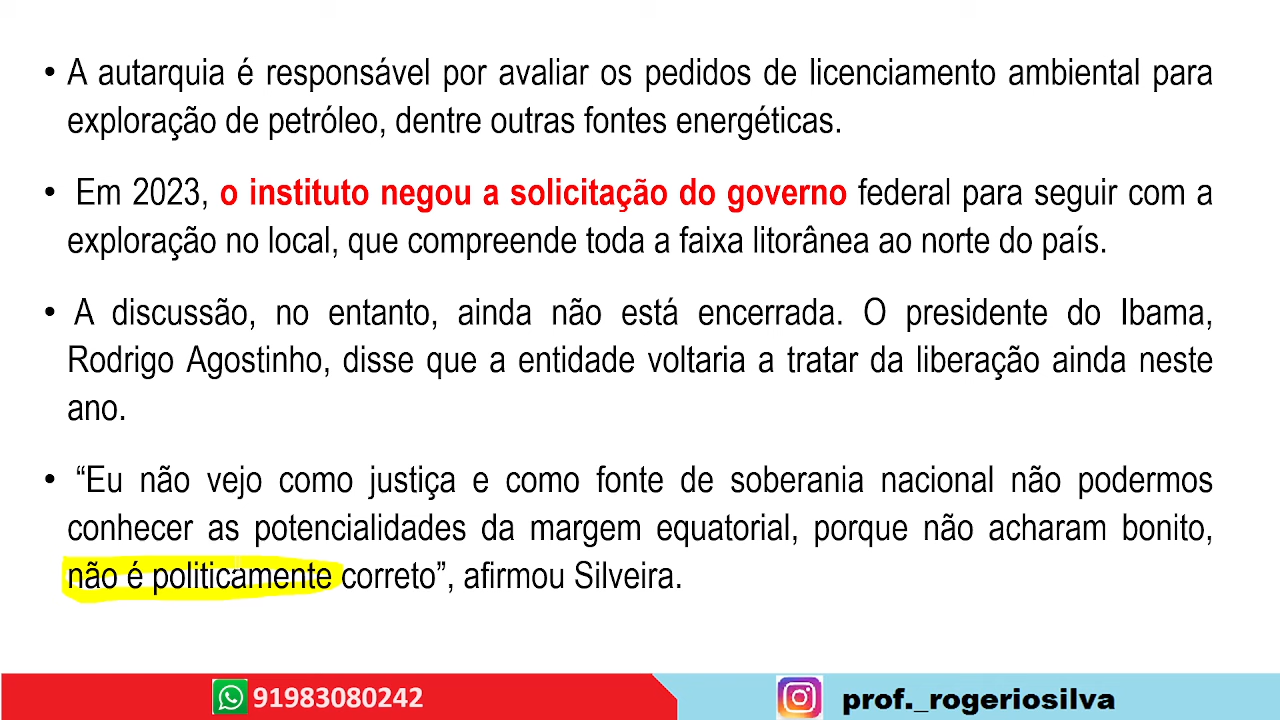 • A autarquia é responsável por avaliar os pedidos de licenciamento ambiental para
exploração de petróleo, dentre outras fontes energéticas.
• Em 2023, o instituto negou a solicitação do governo federal para seguir com a
exploração no local, que compreende toda a faixa litorânea ao norte do país.
• A discussão, no entanto, ainda não está encerrada. O presidente do Ibama,
Rodrigo Agostinho, disse que a entidade voltaria a tratar da liberação ainda neste
ano.
• “Eu não vejo como justiça e como fonte de soberania nacional não podermos
conhecer as potencialidades da margem equatorial, porque não acharam bonito,
não é politicamente correto”, afirmou Silveira.
91983080242
prof._rogeriosilva